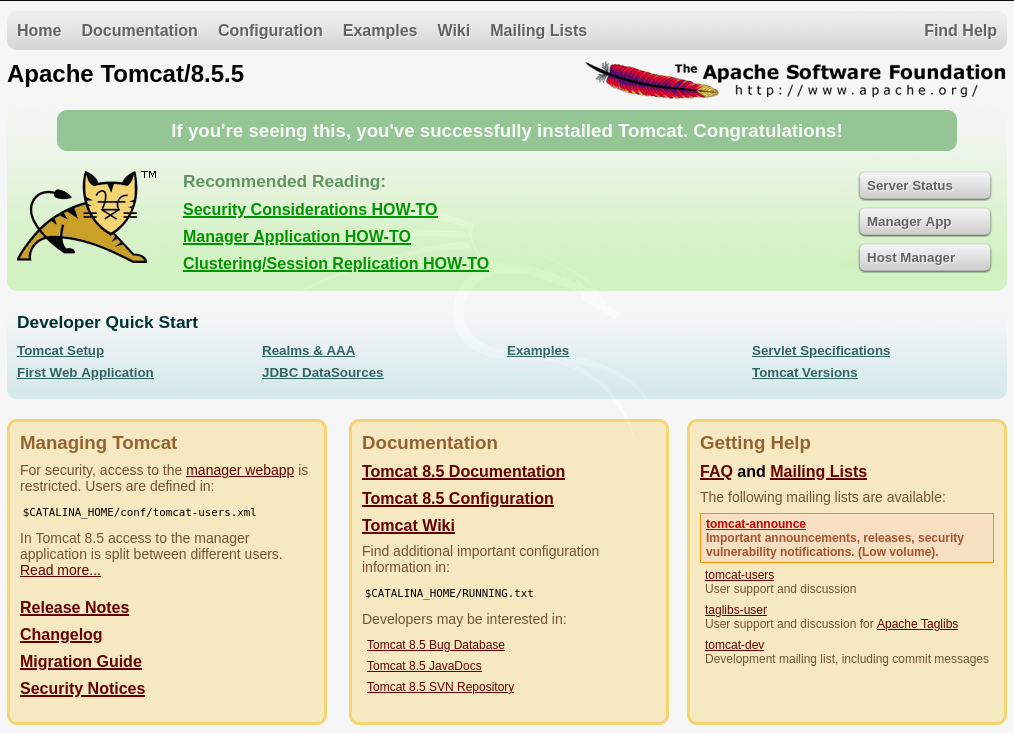 Home Documentation Configuration Examples Wiki Mailing Lists Find Help
Apache Tomcat/8.5.5
The Apache Software Foundation
http://www.apache.org/
If you're seeing this, you've successfully installed Tomcat. Congratulations!
TM
Recommended Reading:
Security Considerations HOW-TO
Manager Application HOW-TO
Clustering/Session Replication HOW-TO
Server Status
Manager App
Host Manager
Developer Quick Start
Tomcat Setup
First Web Application
Realms & AAA
JDBC DataSources
Examples
Servlet Specifications
Tomcat Versions
Managing Tomcat
For security, access to the manager webapp is
restricted. Users are defined in:
$CATALINA_HOME/conf/tomcat-users.xml
In Tomcat 8.5 access to the manager
application is split between different users.
Read more...
Release Notes
Changelog
Migration Guide
Security Notices
Documentation
Tomcat 8.5 Documentation
Tomcat 8.5 Configuration
Tomcat Wiki
Find additional important configuration
information in:
$CATALINA_HOME/RUNNING.txt
Developers may be interested in:
Tomcat 8.5 Bug Database
Tomcat 8.5 JavaDocs
Tomcat 8.5 SVN Repository
Getting Help
FAQ and Mailing Lists
The following mailing lists are available:
tomcat-announce
Important announcements, releases, security
vulnerability notifications. (Low volume).
tomcat-users
User support and discussion
taglibs-user
User support and discussion for Apache Taglibs
tomcat-dev
Development mailing list, including commit messages